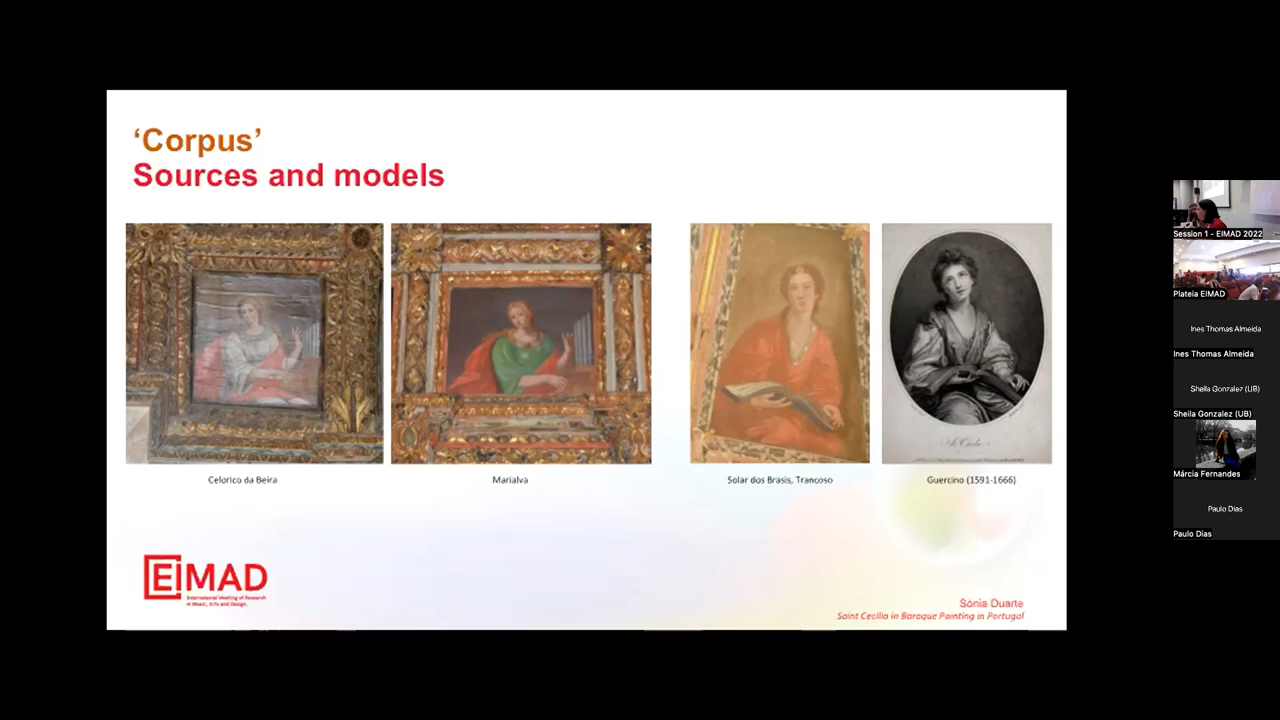 ‘Corpus’
Sources and models
Celorico da Beira
Marialva
Solar dos Brasis, Trancoso
Guercino (1591-1666)
EIMAD
International Meeting of Research
in Music, Arts and Design.
Sónia Duarte
Saint Cecilia in Baroque Painting in Portugal
Session 1 - EIMAD 2022
Plateia EIMAD
Ines Thomas Almeida
Ines Thomas Almeida
Sheila Gonzalez (UB)
Sheila Gonzalez (UB)
Márcia Fernandes
Paulo Dias
Paulo Dias